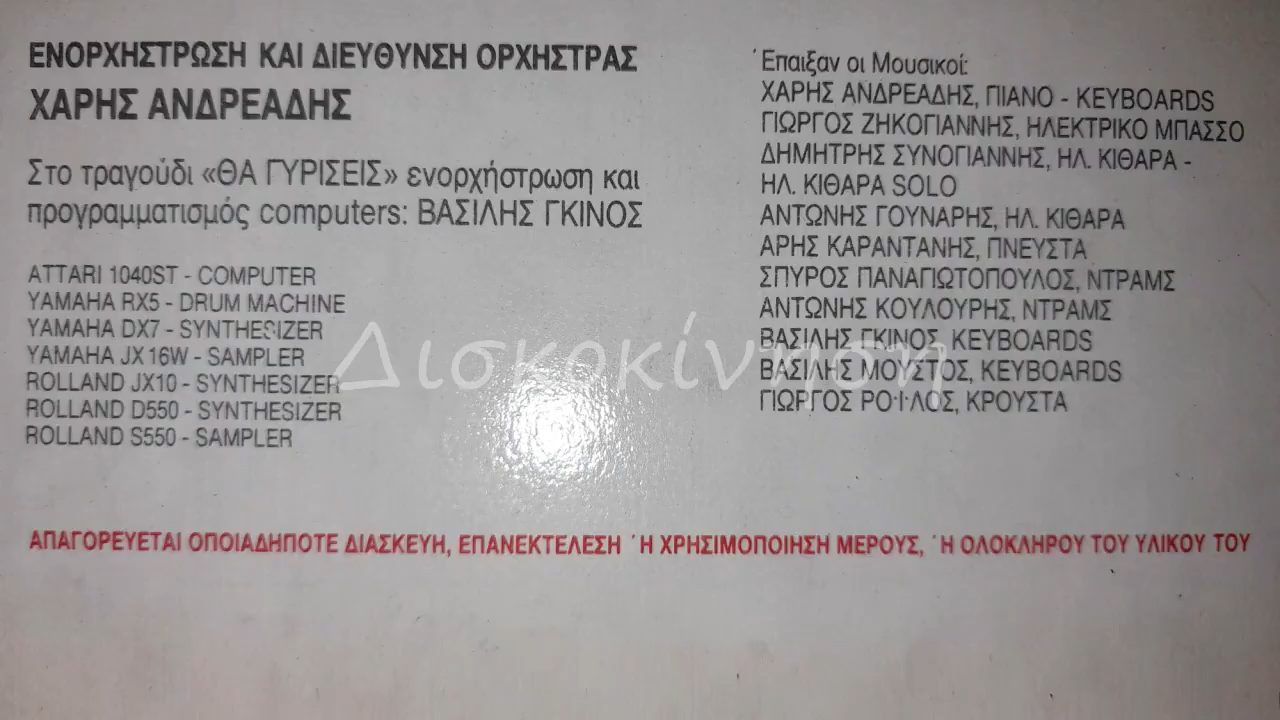 ΕΝΟΡΧΗΣΤΡΩΣΗ ΚΑΙ ΔΙΕΥΘΥΝΣΗ ΟΡΧΗΣΤΡΑΣ
ΧΑΡΗΣ ΑΝΔΡΕΑΔΗΣ
Στο τραγούδι «ΘΑ ΓΥΡΙΣΕΙΣ» ενορχήστρωση και
προγραμματισμός computers: ΒΑΣΙΛΗΣ ΓΚΙΝΟΣ
ATTARI 1040ST - COMPUTER
YAMAHA RX5 - DRUM MACHINE
YAMAHA DX7 - SYNTHESIZER
YAMAHA JX16W - SAMPLER
ROLLAND JX10 - SYNTHESIZER
ROLLAND D550 - SYNTHESIZER
ROLLAND S550 - SAMPLER
Έπαιξαν οι Μουσικοί:
ΧΑΡΗΣ ΑΝΔΡΕΑΔΗΣ, ΠΙΑΝΟ - KEYBOARDS
ΓΙΩΡΓΟΣ ΖΗΚΟΓΙΑΝΝΗΣ, ΗΛΕΚΤΡΙΚΟ ΜΠΑΣΣΟ
ΔΗΜΗΤΡΗΣ ΣΥΝΟΓΙΑΝΝΗΣ, ΗΛ. ΚΙΘΑΡΑ -
ΗΛ. ΚΙΘΑΡΑ SOLO
ΑΝΤΩΝΗΣ ΓΟΥΝΑΡΗΣ, ΗΛ. ΚΙΘΑΡΑ
ΑΡΗΣ ΚΑΡΑΝΤΑΝΗΣ, ΠΝΕΥΣΤΑ
ΣΠΥΡΟΣ ΠΑΝΑΓΙΩΤΟΠΟΥΛΟΣ, ΝΤΡΑΜΣ
ΑΝΤΩΝΗΣ ΚΟΥΛΟΥΡΗΣ, ΝΤΡΑΜΣ
ΒΑΣΙΛΗΣ ΓΚΙΝΟΣ, KEYBOARDS
ΒΑΣΙΛΗΣ ΜΟΥΣΤΟΣ, KEYBOARDS
ΓΙΩΡΓΟΣ ΡΟ·Ι·ΛΟΣ, ΚΡΟΥΣΤΑ
Δισκοκίνηση
ΑΠΑΓΟΡΕΥΕΤΑΙ ΟΠΟΙΑΔΗΠΟΤΕ ΔΙΑΣΚΕΥΗ, ΕΠΑΝΕΚΤΕΛΕΣΗ Ή ΧΡΗΣΙΜΟΠΟΙΗΣΗ ΜΕΡΟΥΣ, Ή ΟΛΟΚΛΗΡΟΥ ΤΟΥ ΥΛΙΚΟΥ ΤΟΥ